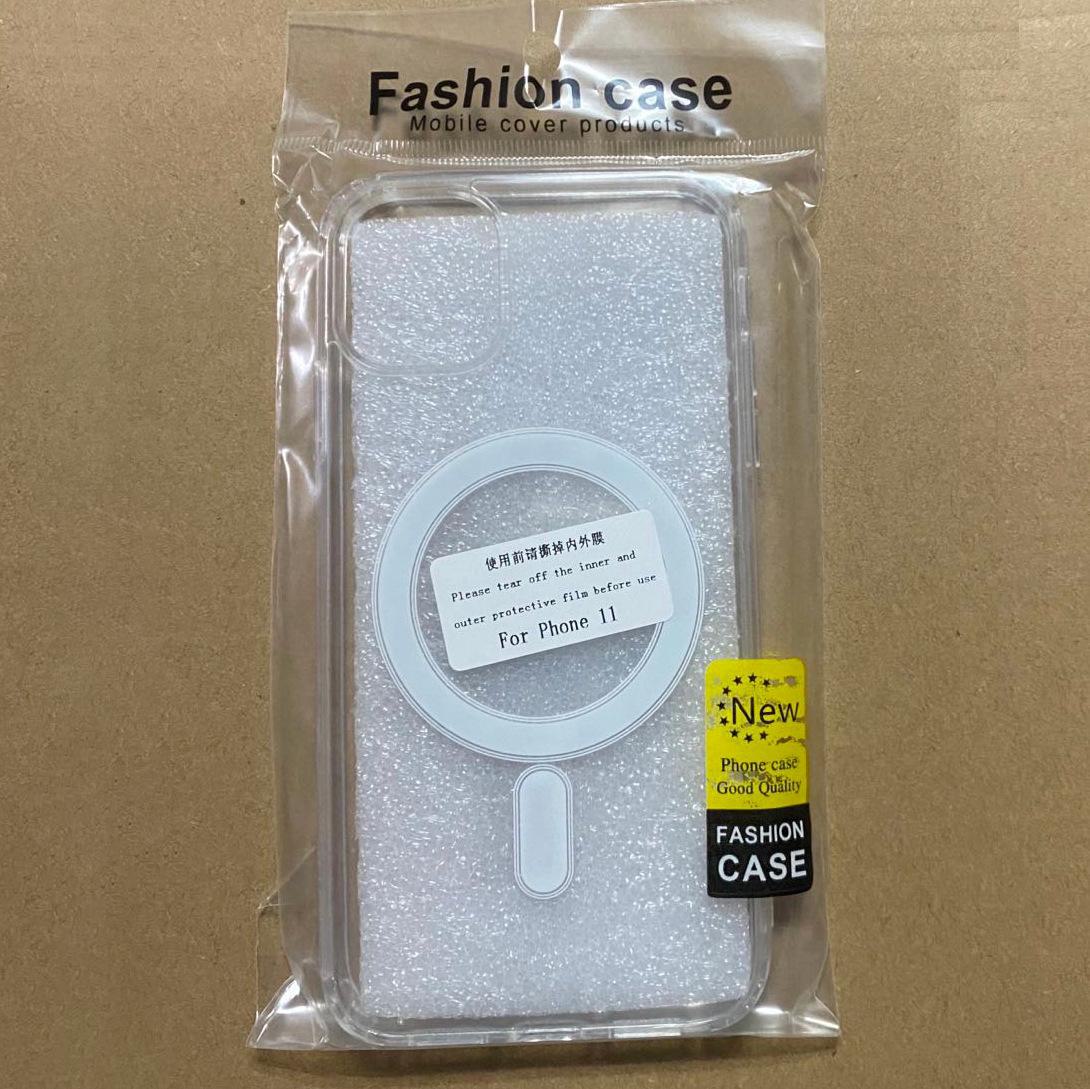 Fashion case
Mobile cover products
使用前请撕掉内外膜
Please tear off the inner and
outer protective film before use
For Phone 11
New
Phone case
Good Quality
FASHION
CASE